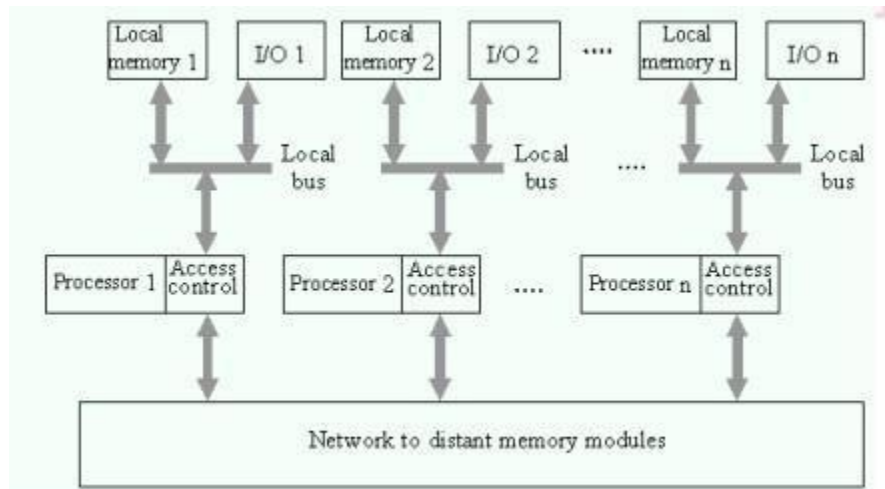 Local
memory 1
I/O 1
Local
memory 2
I/O 2
....
Local
memory n
I/O n
Local
bus
Local
bus
....
Local
bus
Processor 1
Access
control
Processor 2
Access
control
....
Processor n
Access
control
Network to distant memory modules